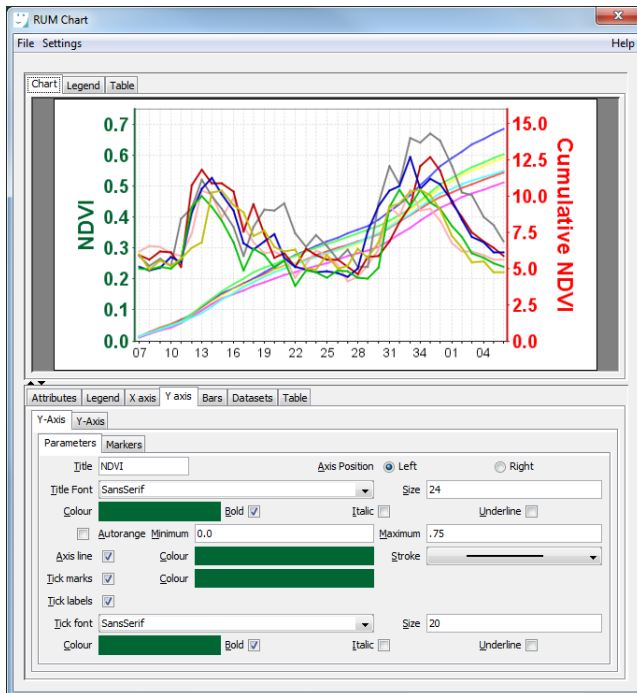 RUM Chart
x
File Settings Help
Chart Legend Table
0.7 15.0
0.6 12.5
0.5 10.0
0.4 7.5
0.3 5.0
0.2 2.5
0.1 0.0
0.0
NDVI
Cumulative NDVI
07 10 13 16 19 22 25 28 31 34 01 04
Attributes Legend X axis Y axis Bars Datasets Table
Y-Axis Y-Axis
Parameters Markers
Title NDVI Axis Position Left Right
Title Font SansSerif Size 24
Colour Bold Italic Underline
Autorange Minimum 0.0 Maximum .75
Axis line Colour Stroke
Tick marks Colour
Tick labels
Tick font SansSerif Size 20
Colour Bold Italic Underline